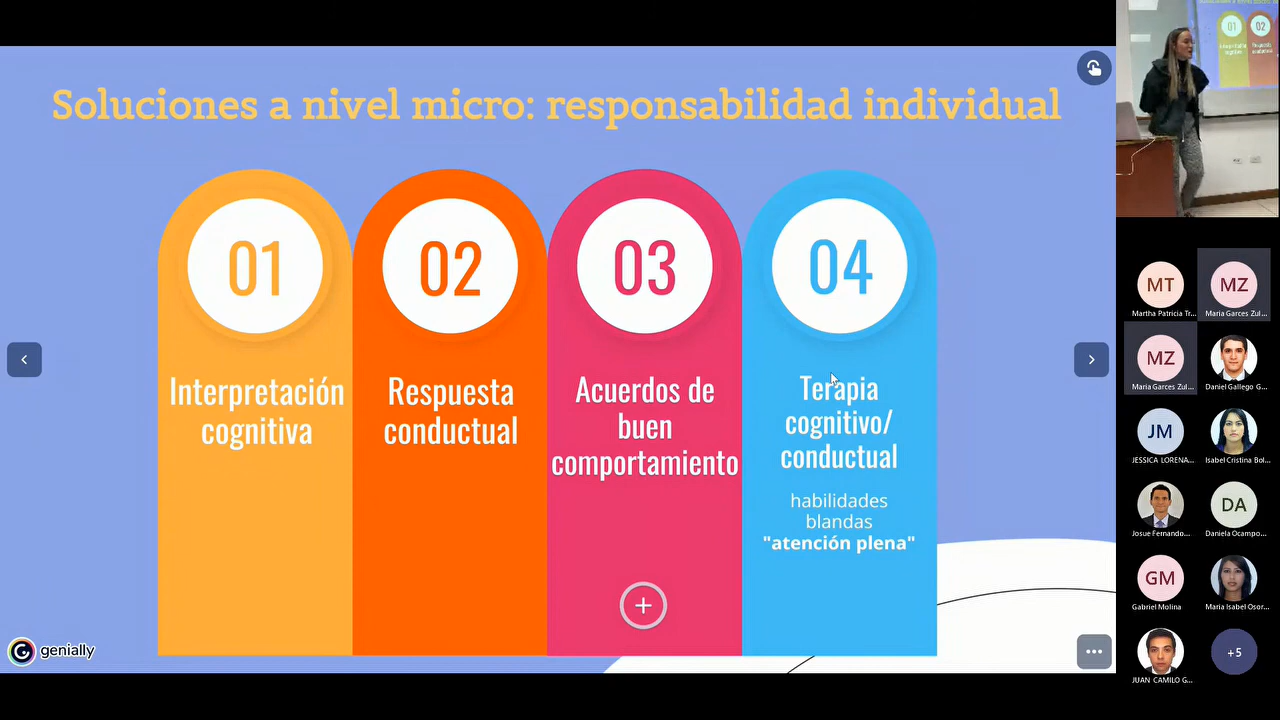 Soluciones a nivel micro: responsabilidad individual
01
Interpretación
cognitiva
02
Respuesta
conductual
03
Acuerdos de
buen
comportamiento
+
04
Terapia
cognitivo/
conductual
habilidades
blandas
"atención plena"
genially
01
02
MT
Martha Patricia Tr...
MZ
Maria Garces Zul...
MZ
Maria Garces Zul...
Daniel Gallego G...
JM
JESSICA LORENA...
Isabel Cristina Bol...
Josue Fernando...
DA
Daniela Ocampo...
GM
Gabriel Molina
Maria Isabel Osor...
JUAN CAMILO G...
+5